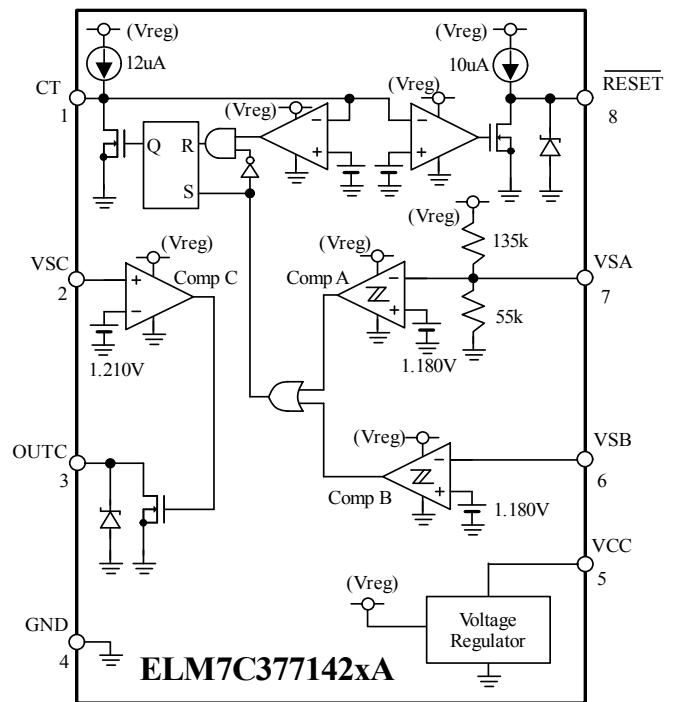 (Vreg)
(Vreg)
12uA
10uA
CT
RESET
1
8
(Vreg)
(Vreg)
−
−
+
+
Q
R
S
(Vreg)
135k
(Vreg)
(Vreg)
VSC
Comp C
Comp A
VSA
2
7
+
−
−
+
55k
1.210V
1.180V
(Vreg)
OUTC
VSB
3
6
−
+
Comp B
1.180V
VCC
5
(Vreg)
GND
4
Voltage
Regulator
ELM7C377142xA